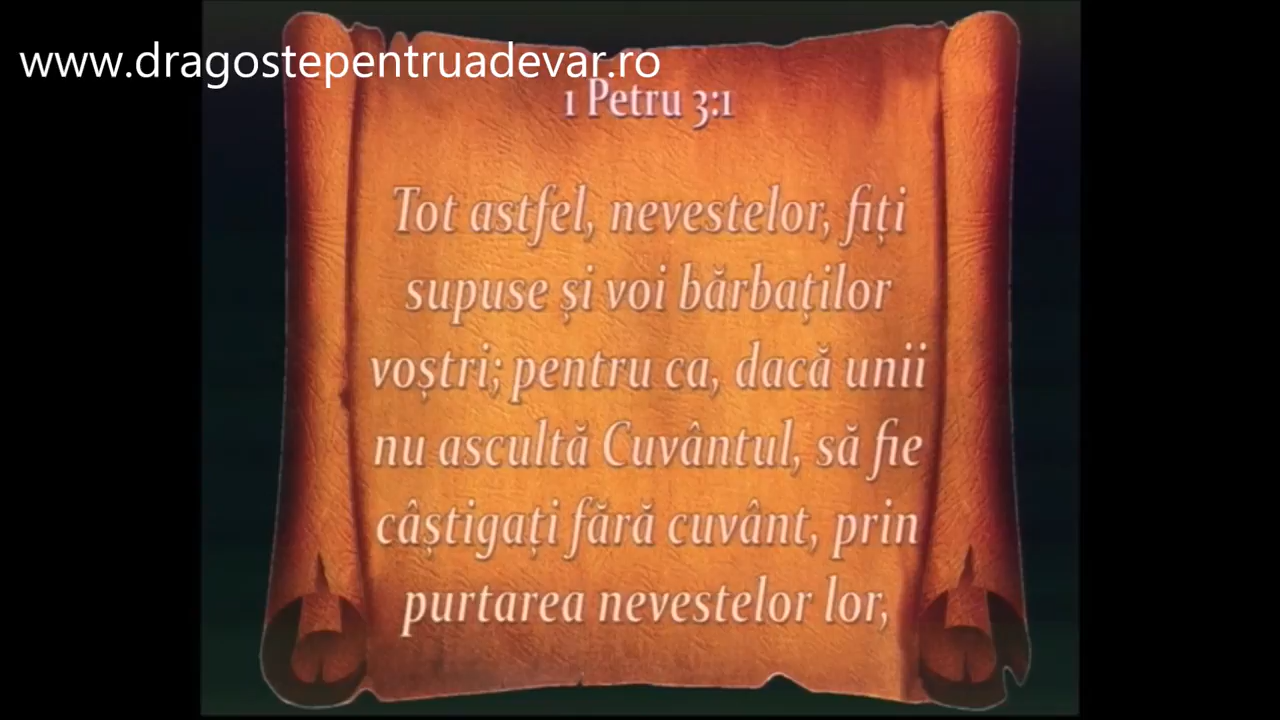 www.dragostepentruadevar.ro
1 Petru 3:1
Tot astfel, nevestelor, fiți
supuse și voi bărbaților
voștri; pentru ca, dacă unii
nu ascultă Cuvântul, să fie
câștigați fără cuvânt, prin
purtarea nevestelor lor,